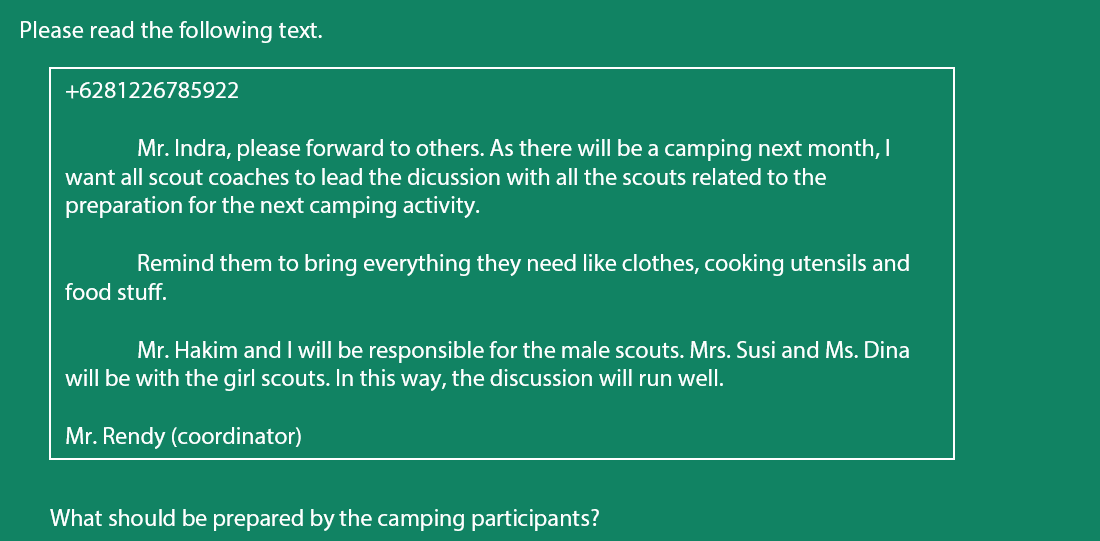 Please read the following text.
+6281226785922
Mr. Indra, please forward to others. As there will be a camping next month, I
want all scout coaches to lead the dicussion with all the scouts related to the
preparation for the next camping activity.
Remind them to bring everything they need like clothes, cooking utensils and
food stuff.
Mr. Hakim and I will be responsible for the male scouts. Mrs. Susi and Ms. Dina
will be with the girl scouts. In this way, the discussion will run well.
Mr. Rendy (coordinator)
What should be prepared by the camping participants?